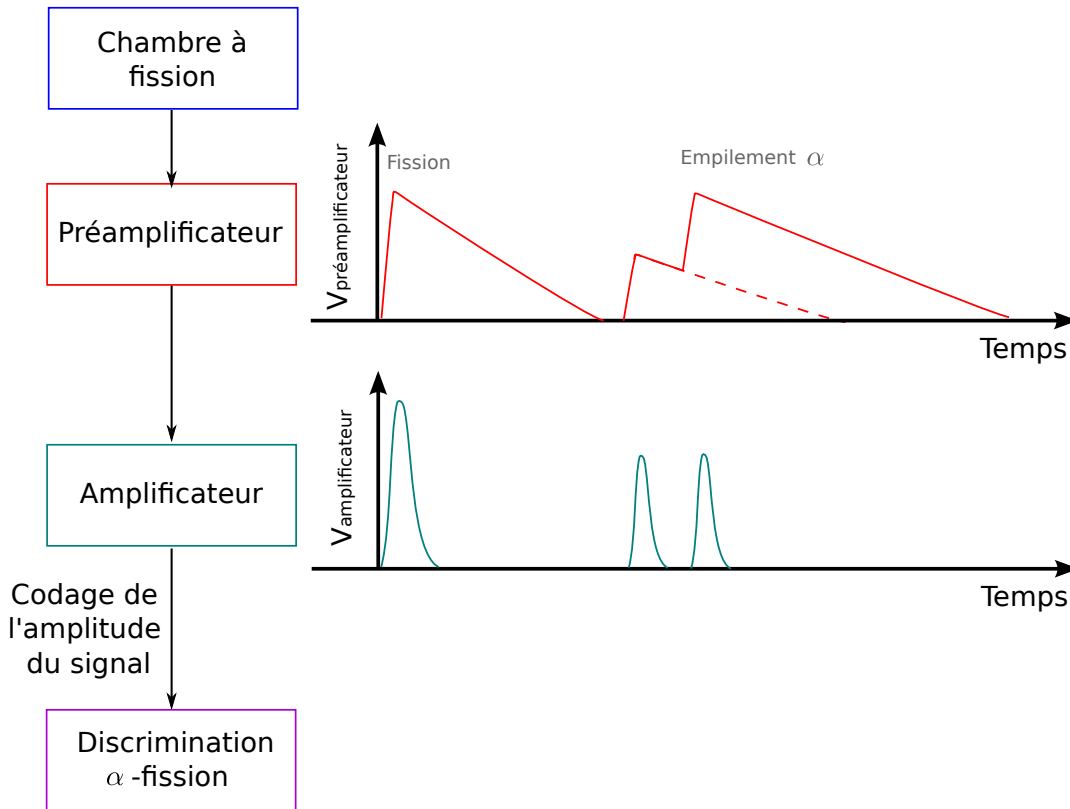 Chambre à
fission
Préamplificateur
Amplificateur
Codage de
l'amplitude
du signal
Discrimination
α -fission
Vpréamplificateur
Fission
Empilement α
Temps
Vamplificateur
Temps